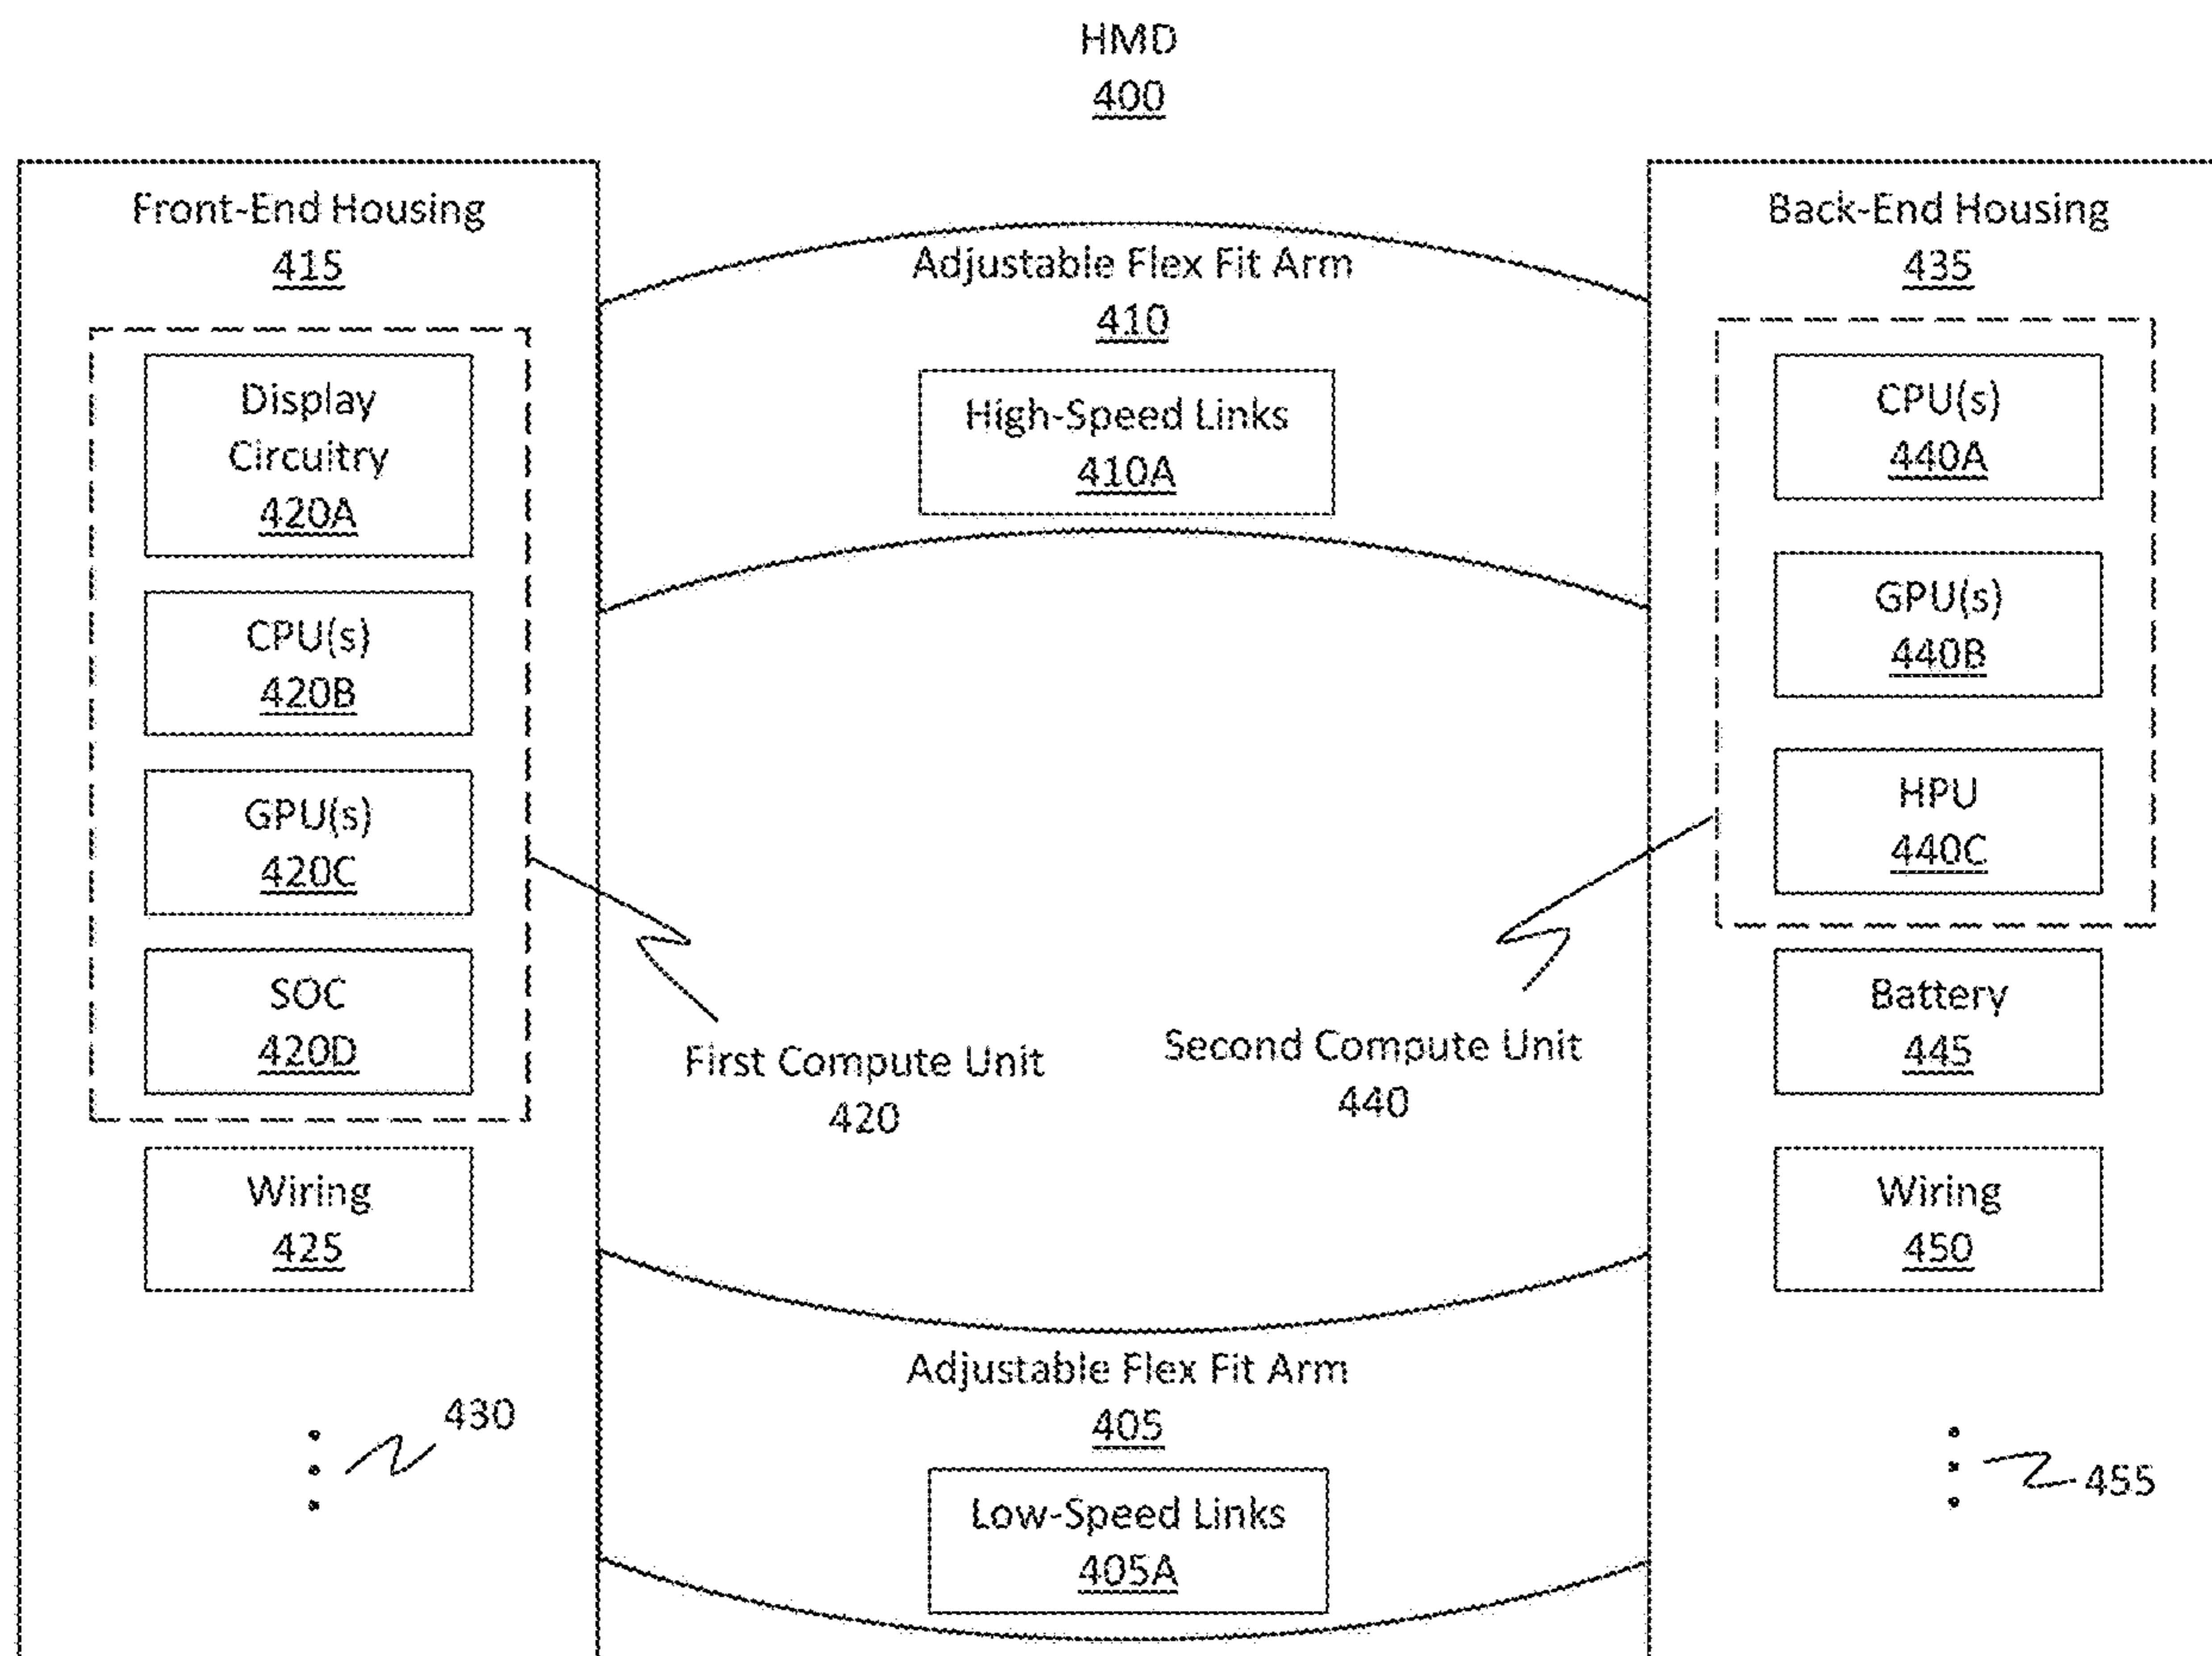 HMD
400
Front-End Housing
415
Display
Circuitry
420A
CPU(s)
420B
GPU(s)
420C
SOC
420D
Wiring
425
430
Adjustable Flex Fit Arm
410
High-Speed Links
410A
First Compute Unit
420
Second Compute Unit
440
Adjustable Flex Fit Arm
405
Low-Speed Links
405A
Back-End Housing
435
CPU(s)
440A
GPU(s)
440B
HPU
440C
Battery
445
Wiring
450
455